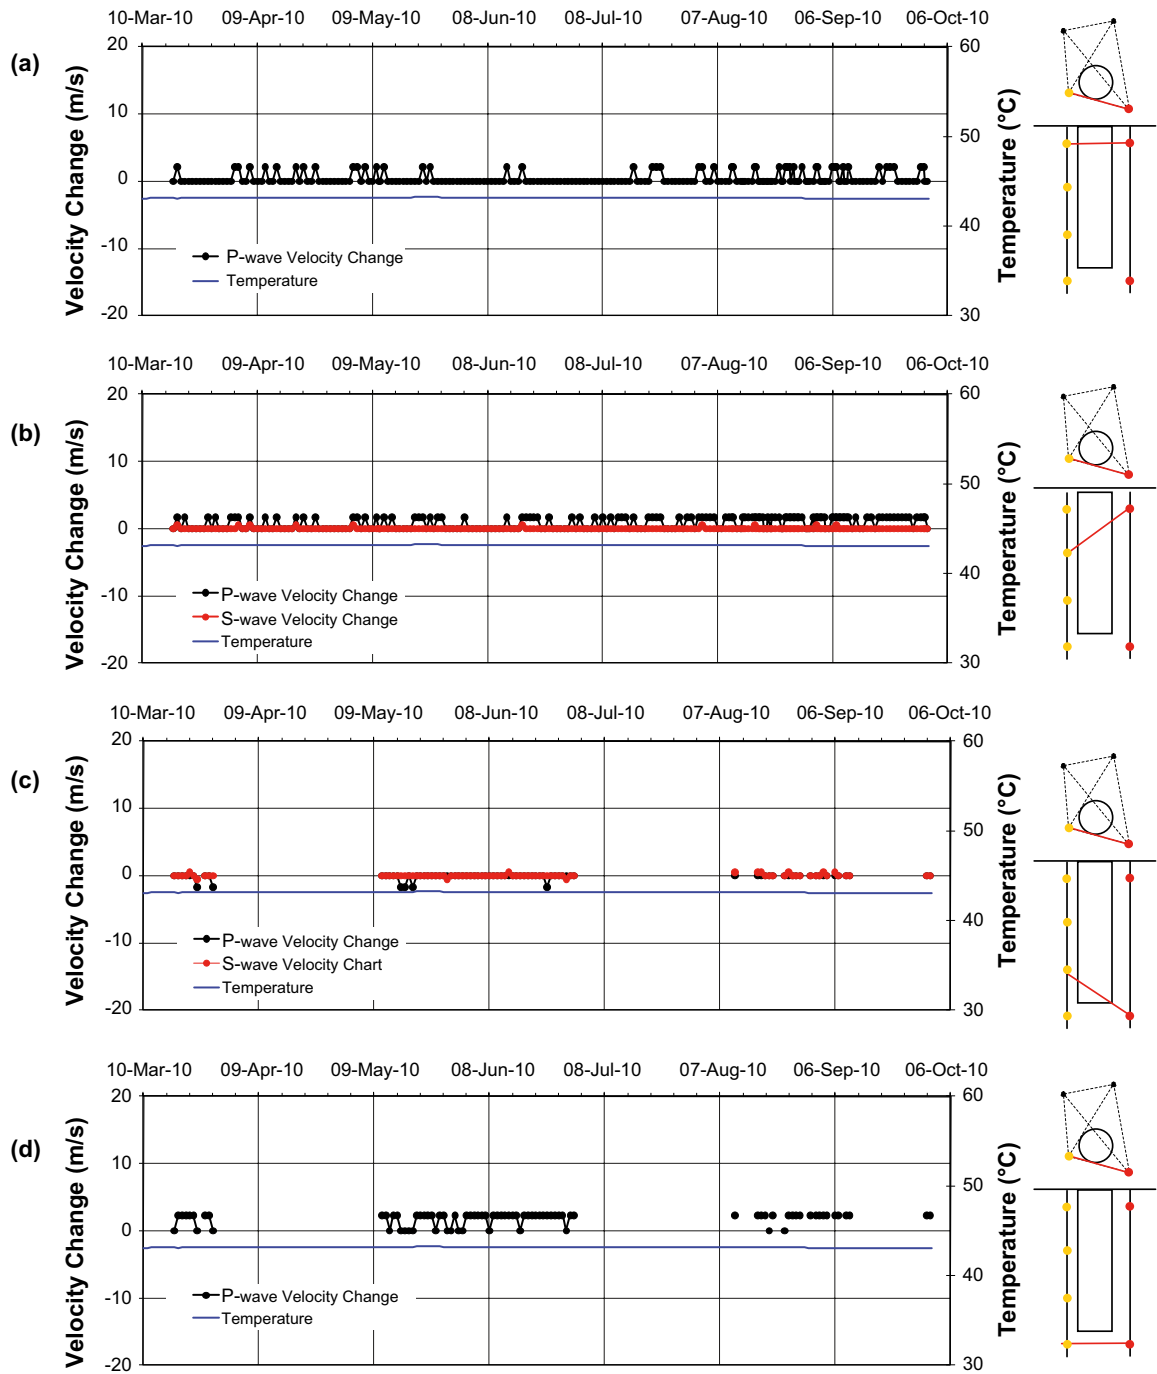 10-Mar-10 09-Apr-10 09-May-10 08-Jun-10 08-Jul-10 07-Aug-10 06-Sep-10 06-Oct-10
(a)
Velocity Change (m/s)
20
10
0
-10
-20
P-wave Velocity Change
Temperature
60
50
40
30
Temperature (°C)
10-Mar-10 09-Apr-10 09-May-10 08-Jun-10 08-Jul-10 07-Aug-10 06-Sep-10 06-Oct-10
(b)
Velocity Change (m/s)
20
10
0
-10
-20
P-wave Velocity Change
S-wave Velocity Change
Temperature
60
50
40
30
Temperature (°C)
10-Mar-10 09-Apr-10 09-May-10 08-Jun-10 08-Jul-10 07-Aug-10 06-Sep-10 06-Oct-10
(c)
Velocity Change (m/s)
20
10
0
-10
-20
P-wave Velocity Change
S-wave Velocity Chart
Temperature
60
50
40
30
Temperature (°C)
10-Mar-10 09-Apr-10 09-May-10 08-Jun-10 08-Jul-10 07-Aug-10 06-Sep-10 06-Oct-10
(d)
Velocity Change (m/s)
20
10
0
-10
-20
P-wave Velocity Change
Temperature
60
50
40
30
Temperature (°C)